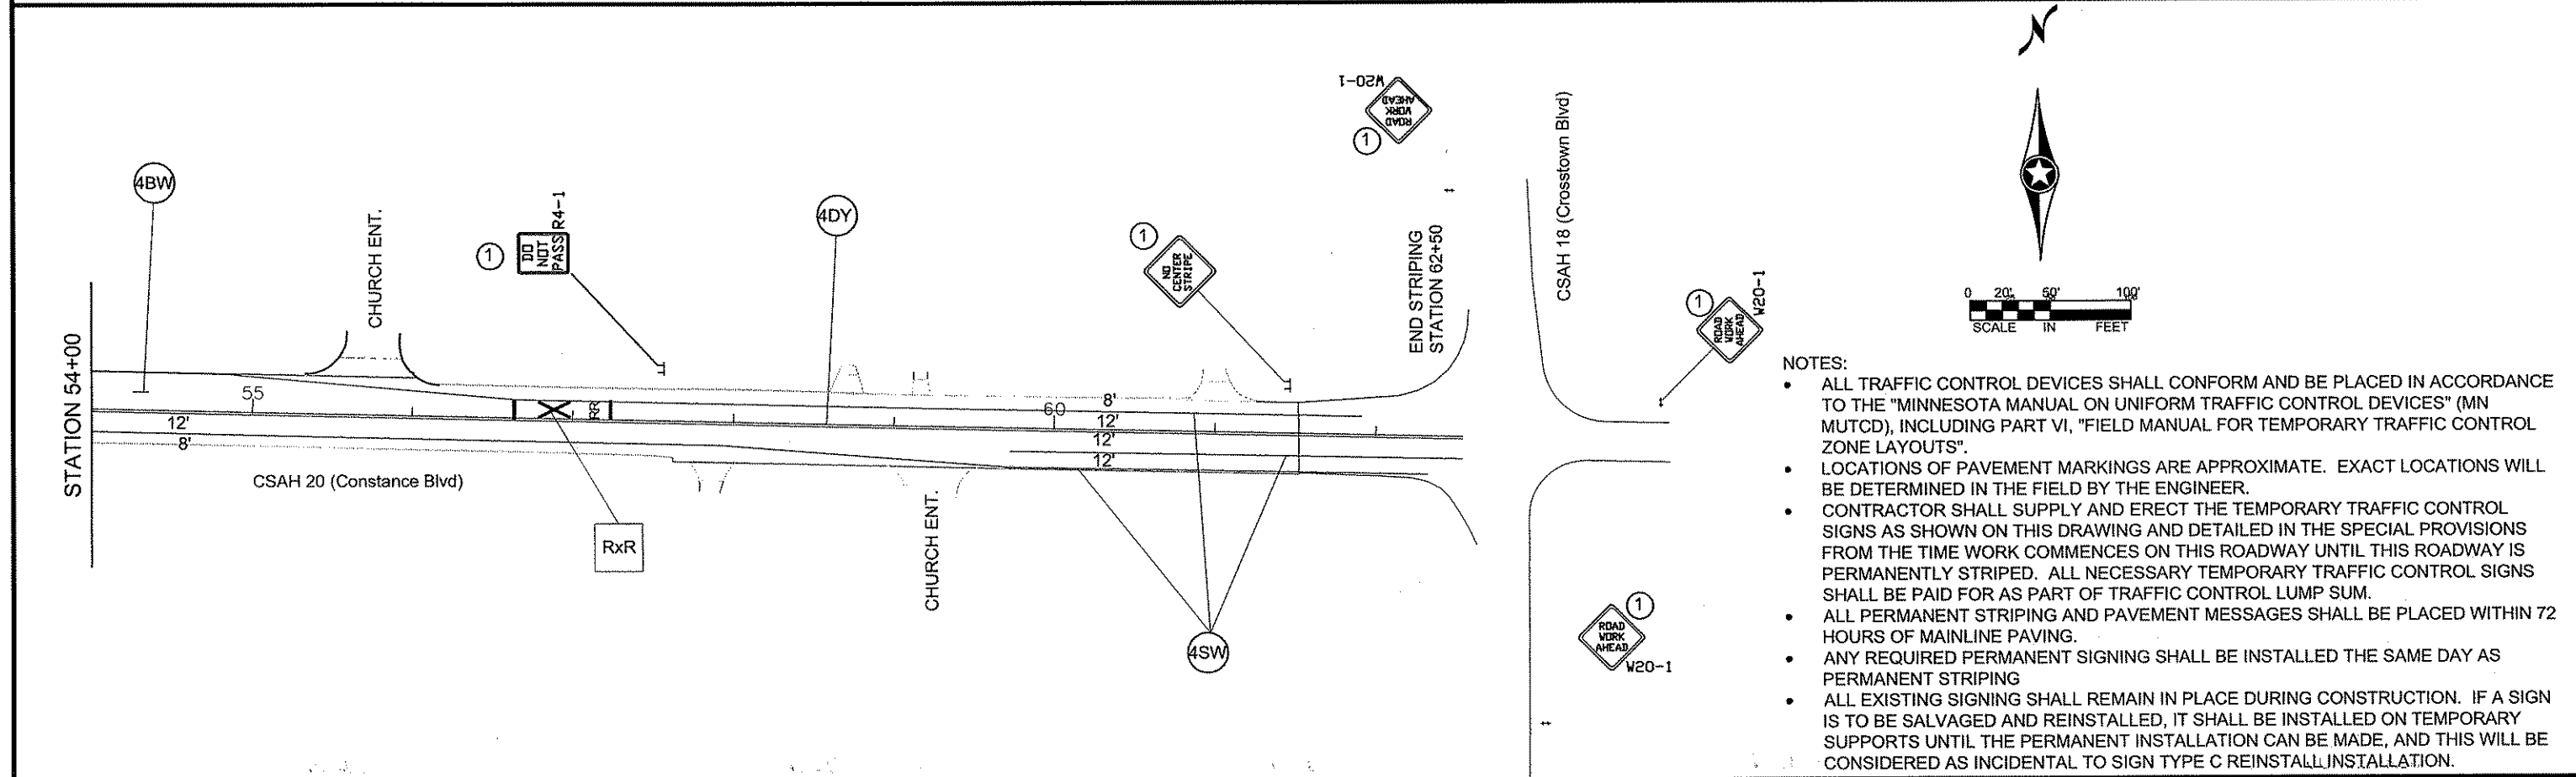 N
W20-1
ROAD
WORK
AHEAD
1
CSAH 18 (Crosstown Blvd)
4BW
CHURCH ENT.
1
DO
NOT
PASS
R4-1
4DY
1
NO
CENTER
STRIPE
END STRIPING
STATION 62+50
1
ROAD
WORK
AHEAD
W20-1
0 20' 50' 100'
SCALE IN FEET
STATION 54+00
55
RR
60
8'
12'
12'
12'
12'
8'
CSAH 20 (Constance Blvd)
RxR
CHURCH ENT.
4SW
1
ROAD
WORK
AHEAD
W20-1
NOTES:
• ALL TRAFFIC CONTROL DEVICES SHALL CONFORM AND BE PLACED IN ACCORDANCE
TO THE "MINNESOTA MANUAL ON UNIFORM TRAFFIC CONTROL DEVICES" (MN
MUTCD), INCLUDING PART VI, "FIELD MANUAL FOR TEMPORARY TRAFFIC CONTROL
ZONE LAYOUTS".
• LOCATIONS OF PAVEMENT MARKINGS ARE APPROXIMATE. EXACT LOCATIONS WILL
BE DETERMINED IN THE FIELD BY THE ENGINEER.
• CONTRACTOR SHALL SUPPLY AND ERECT THE TEMPORARY TRAFFIC CONTROL
SIGNS AS SHOWN ON THIS DRAWING AND DETAILED IN THE SPECIAL PROVISIONS
FROM THE TIME WORK COMMENCES ON THIS ROADWAY UNTIL THIS ROADWAY IS
PERMANENTLY STRIPED. ALL NECESSARY TEMPORARY TRAFFIC CONTROL SIGNS
SHALL BE PAID FOR AS PART OF TRAFFIC CONTROL LUMP SUM.
• ALL PERMANENT STRIPING AND PAVEMENT MESSAGES SHALL BE PLACED WITHIN 72
HOURS OF MAINLINE PAVING.
• ANY REQUIRED PERMANENT SIGNING SHALL BE INSTALLED THE SAME DAY AS
PERMANENT STRIPING
• ALL EXISTING SIGNING SHALL REMAIN IN PLACE DURING CONSTRUCTION. IF A SIGN
IS TO BE SALVAGED AND REINSTALLED, IT SHALL BE INSTALLED ON TEMPORARY
SUPPORTS UNTIL THE PERMANENT INSTALLATION CAN BE MADE, AND THIS WILL BE
CONSIDERED AS INCIDENTAL TO SIGN TYPE C REINSTALL INSTALLATION.